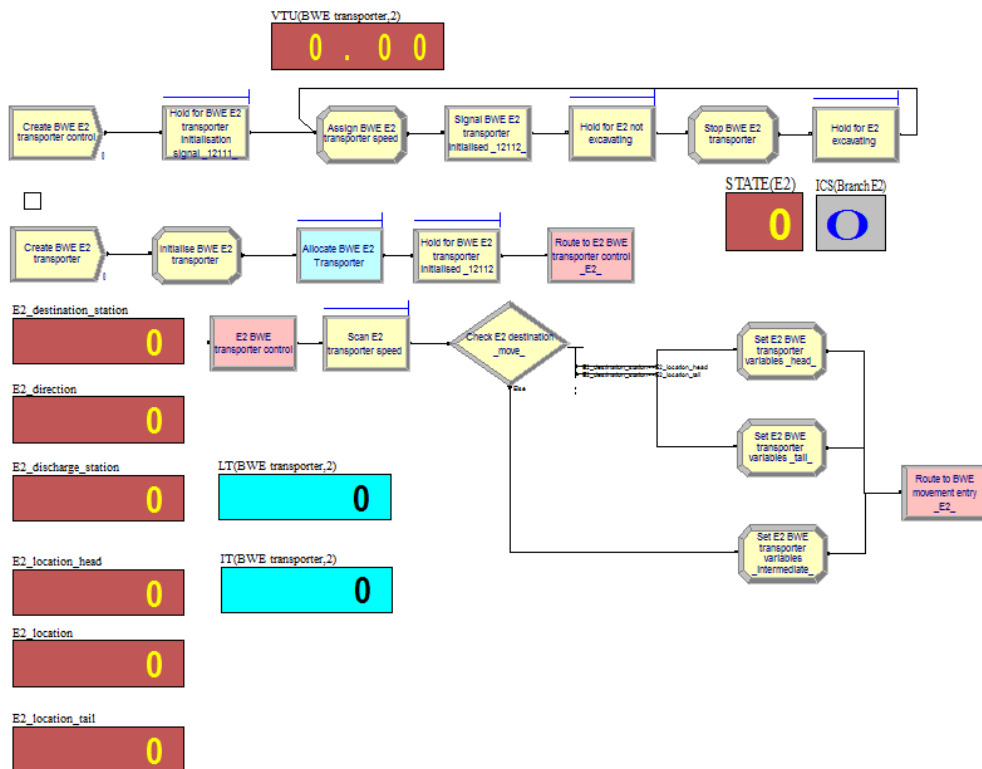 VTU(BWE transporter,2)
0.00
Create BWE E2
transporter control
0
Hold for BWE E2
transporter
initialisation
signal _12111_
Assign BWE E2
transporter speed
Signal BWE E2
transporter
initialised _12112_
Hold for E2 not
excavating
Stop BWE E2
transporter
Hold for E2
excavating
STATE(E2)
0
ICS(Branch E2)
Create BWE E2
transporter
0
Initialise BWE E2
transporter
Allocate BWE E2
Transporter
Hold for BWE E2
transporter
initialised _12112
Route to E2 BWE
transporter control
_E2_
E2_destination_station
0
E2 BWE
transporter control
Scan E2
transporter speed
Check E2 destination
_move_
E2_destination_station==E2_location_head
E2_destination_station==E2_location_tail
Else
Set E2 BWE
transporter
variables _head_
E2_direction
0
Set E2 BWE
transporter
variables _tail_
E2_discharge_station
0
LT(BWE transporter,2)
0
Route to BWE
movement entry
_E2_
Set E2 BWE
transporter
variables
_intermediate_
E2_location_head
0
IT(BWE transporter,2)
0
E2_location
0
E2_location_tail
0